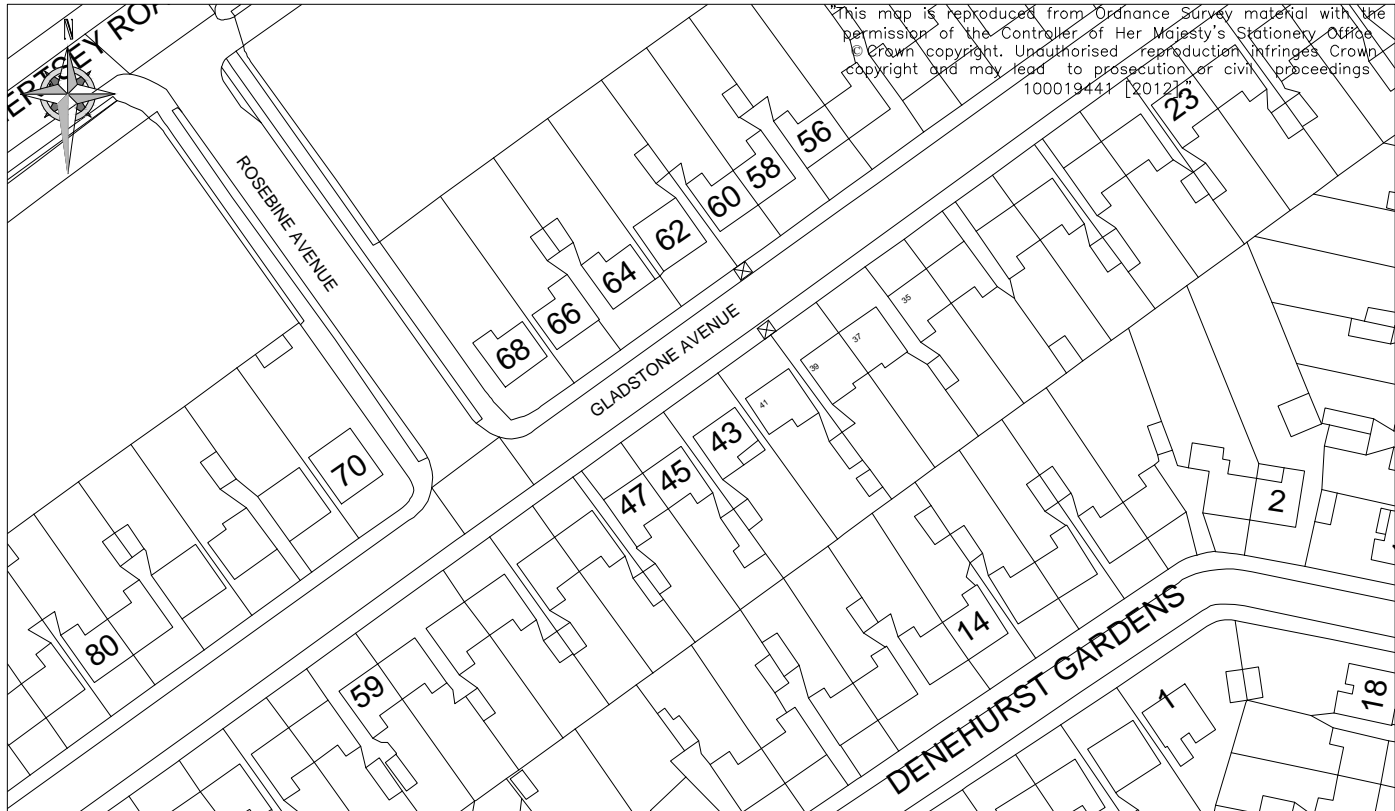 "This map is reproduced from Ordnance Survey material with the
permission of the Controller of Her Majesty's Stationery Office
© Crown copyright. Unauthorised reproduction infringes Crown
copyright and may lead to prosecution or civil proceedings
100019441 [2012]."
N
ERTSEY ROA
ROSEBINE AVENUE
23
56
58
60
62
64
66
68
GLADSTONE AVENUE
35
37
39
41
43
45
47
70
2
80
59
14
DENEHURST GARDENS
1
18